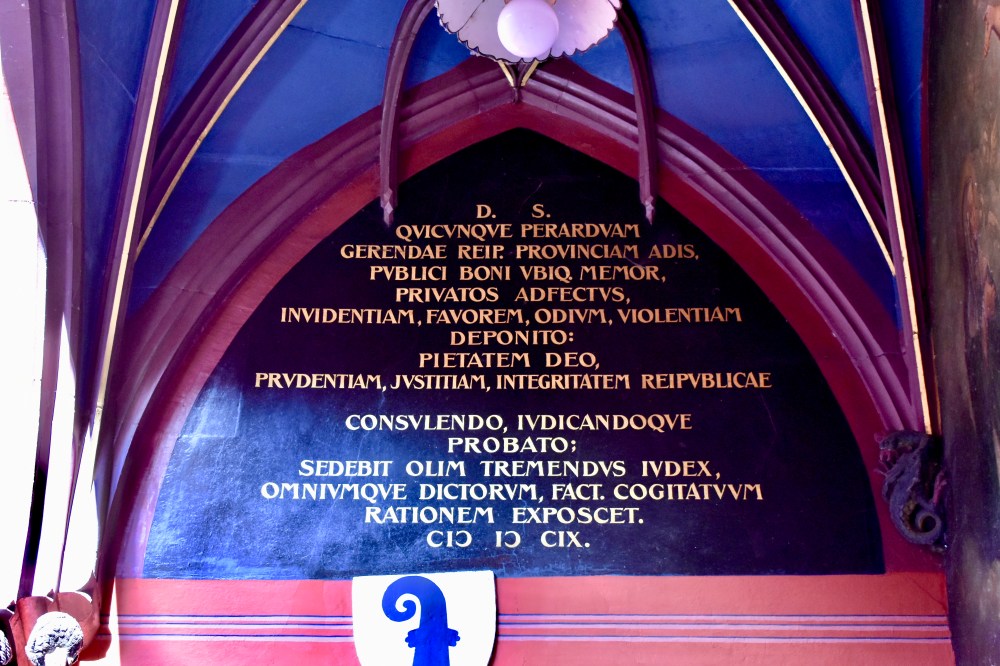 D. S.
QVICVNQVE PERARDVAM
GERENDAE REIP. PROVINCIAM ADIS,
PVBLICI BONI VBIQ. MEMOR,
PRIVATOS ADFECTVS,
INVIDENTIAM, FAVOREM, ODIVM, VIOLENTIAM
DEPONITO:
PIETATEM DEO,
PRVDENTIAM, JVSTITIAM, INTEGRITATEM REIPVBLICAE
CONSVLENDO, IVDICANDOQVE
PROBATO;
SEDEBIT OLIM TREMENDVS IVDEX,
OMNIVMQVE DICTORVM, FACT. COGITATVVM
RATIONEM EXPOSCET.
CIↃ IↃ CIX.